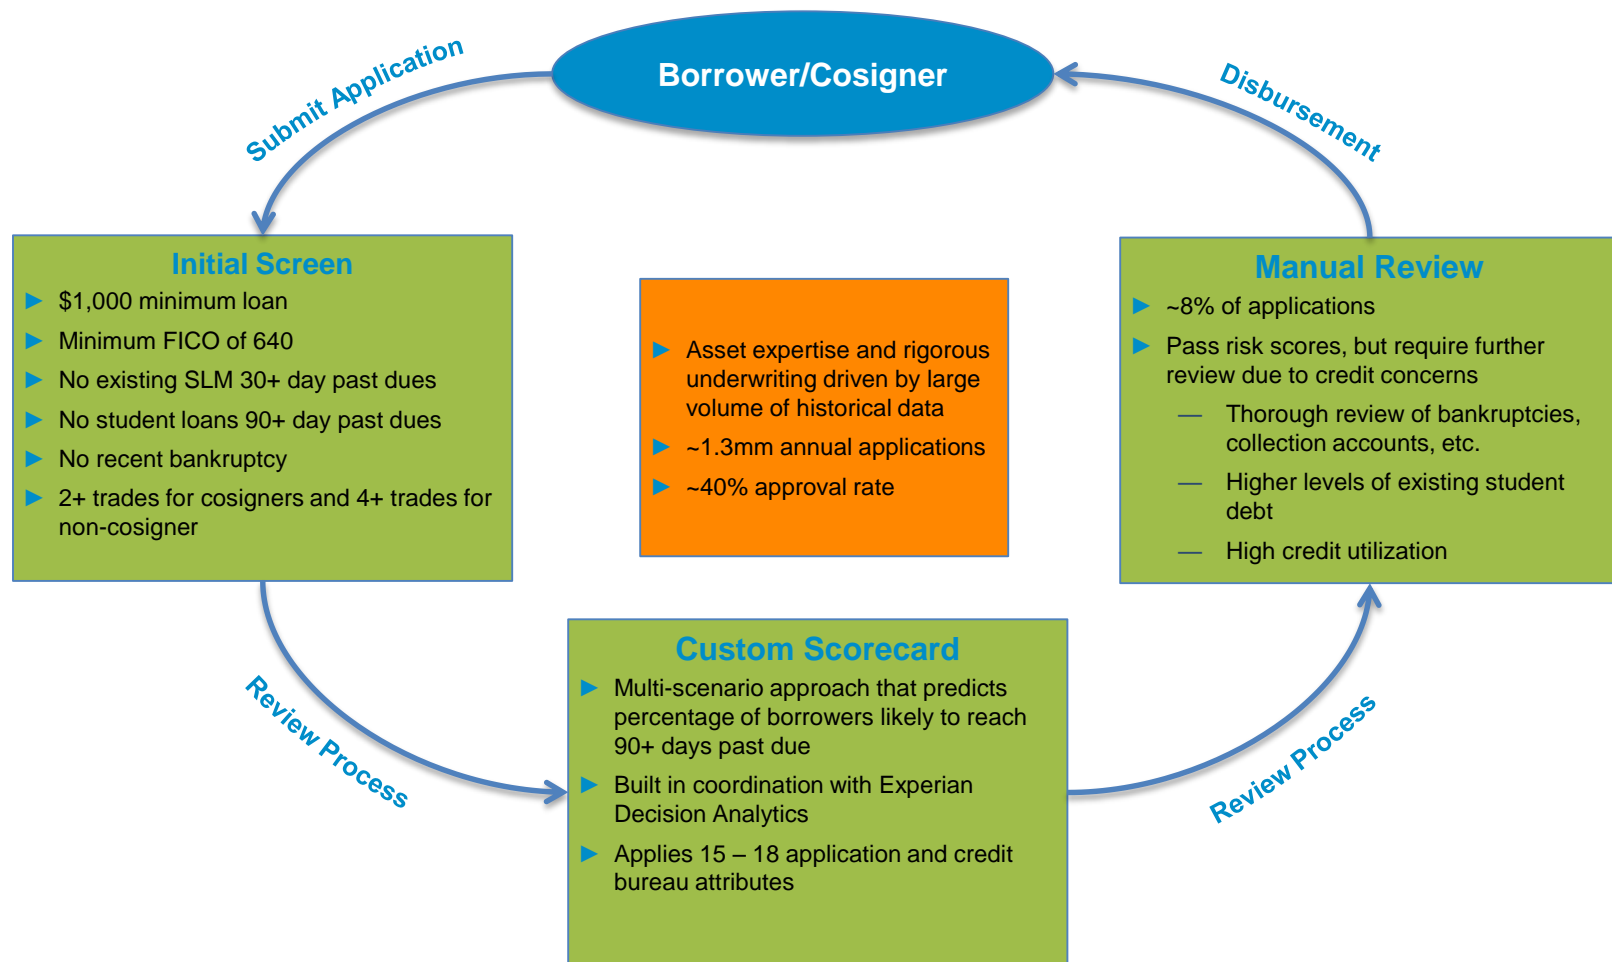 Borrower/Cosigner
Submit Application
Disbursement
Initial Screen
► $1,000 minimum loan
► Minimum FICO of 640
► No existing SLM 30+ day past dues
► No student loans 90+ day past dues
► No recent bankruptcy
► 2+ trades for cosigners and 4+ trades for
non-cosigner
► Asset expertise and rigorous
underwriting driven by large
volume of historical data
► ~1.3mm annual applications
► ~40% approval rate
Manual Review
► ~8% of applications
► Pass risk scores, but require further
review due to credit concerns
— Thorough review of bankruptcies,
collection accounts, etc.
— Higher levels of existing student
debt
— High credit utilization
Review Process
Custom Scorecard
► Multi-scenario approach that predicts
percentage of borrowers likely to reach
90+ days past due
► Built in coordination with Experian
Decision Analytics
► Applies 15 – 18 application and credit
bureau attributes
Review Process